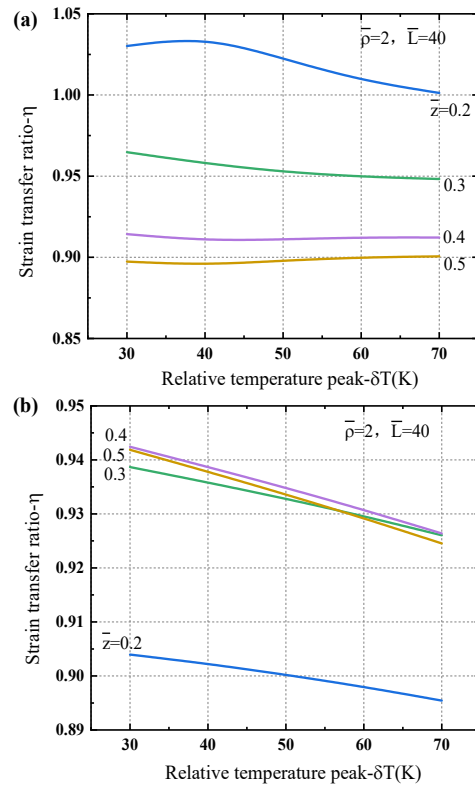 (a)
1.05
ρ̄=2, L̄=40
1.00
z̄=0.2
Strain transfer ratio-η
0.95
0.3
0.4
0.90
0.5
0.85
30 40 50 60 70
Relative temperature peak-δT(K)
(b)
0.95
ρ̄=2, L̄=40
0.4
0.94
0.5
0.3
0.93
Strain transfer ratio-η
0.92
0.91
z̄=0.2
0.90
0.89
30 40 50 60 70
Relative temperature peak-δT(K)